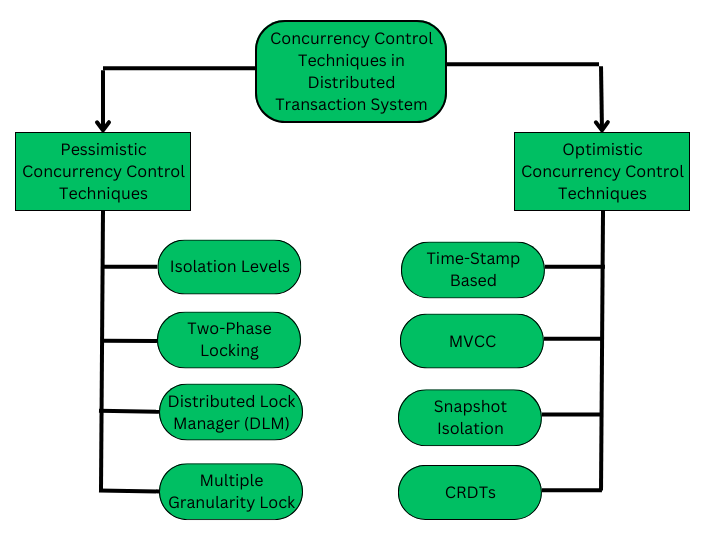 Concurrency Control
Techniques in
Distributed
Transaction System
Pessimistic
Concurrency Control
Techniques
Optimistic
Concurrency Control
Techniques
Isolation Levels
Two-Phase
Locking
Distributed Lock
Manager (DLM)
Multiple
Granularity Lock
Time-Stamp
Based
MVCC
Snapshot
Isolation
CRDTs